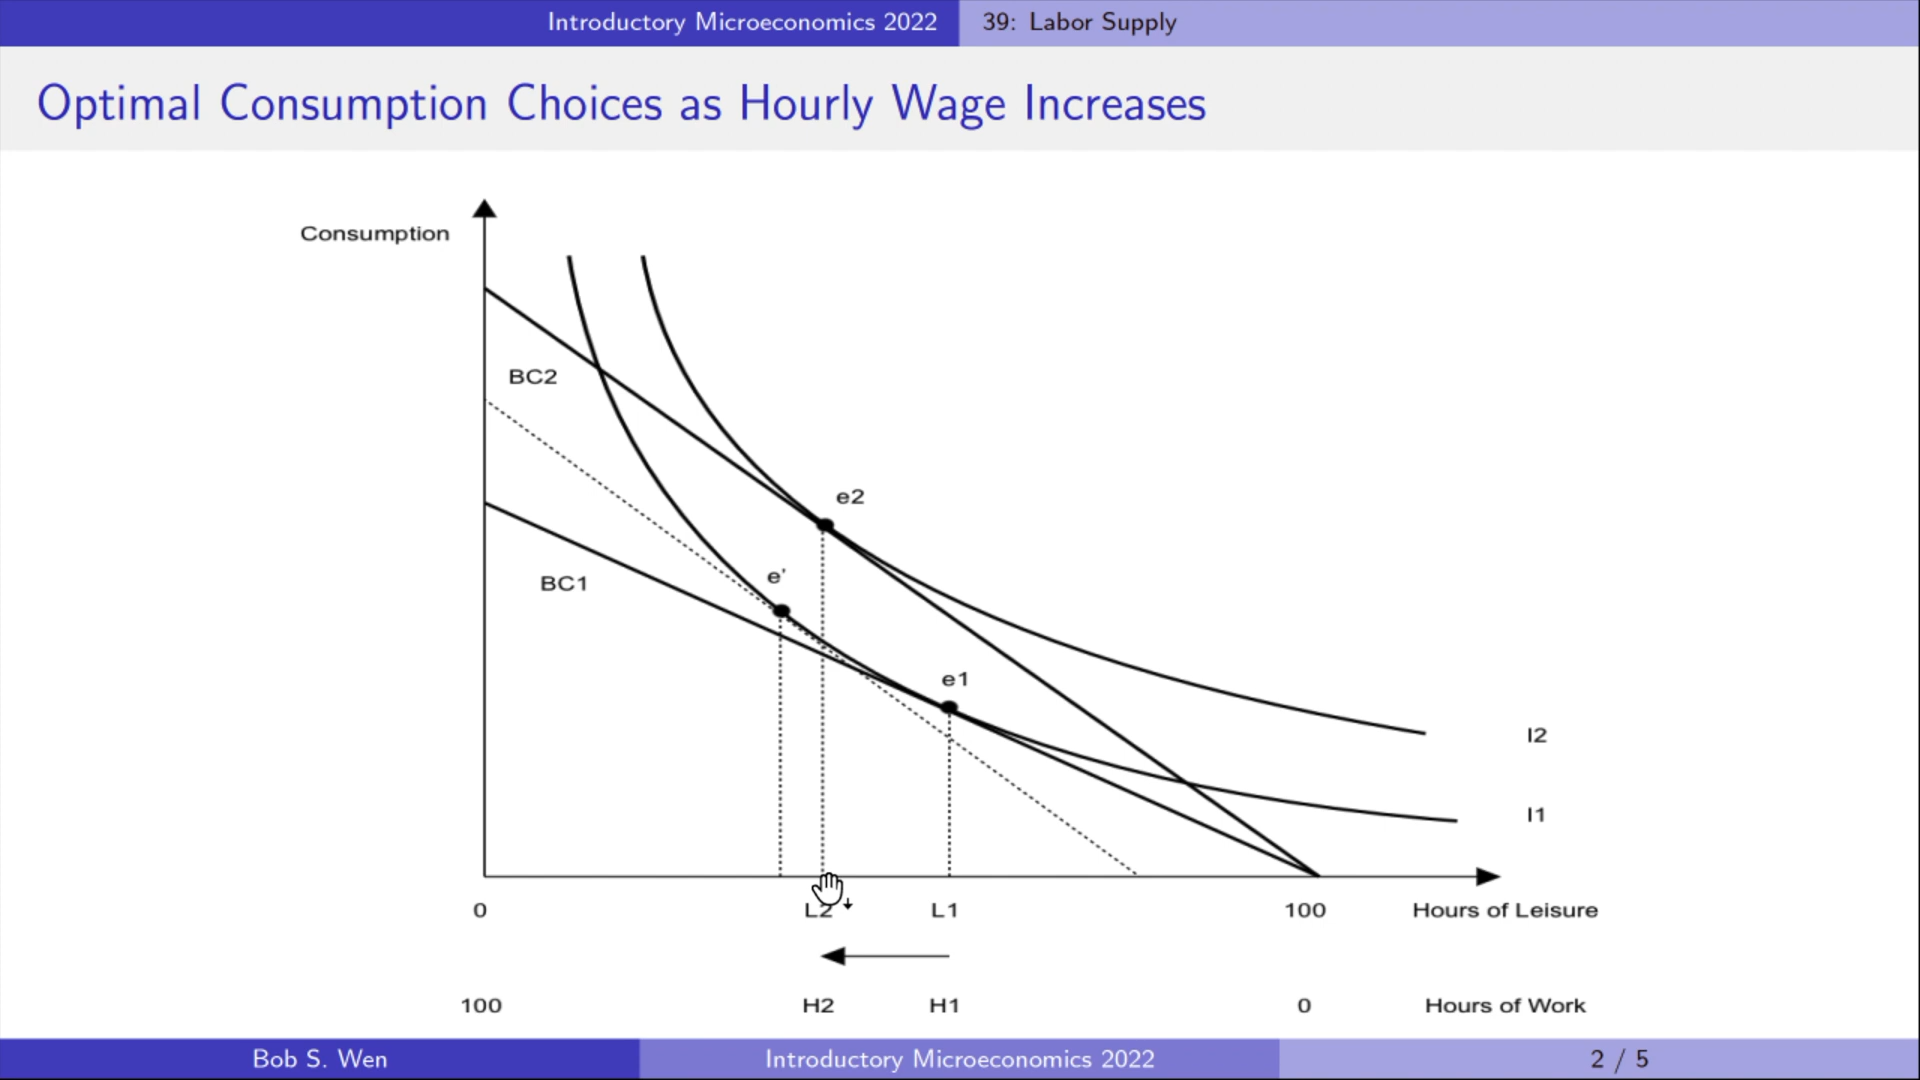 Introductory Microeconomics 2022 39: Labor Supply
Optimal Consumption Choices as Hourly Wage Increases
Consumption
BC2
e2
e'
BC1
e1
I2
I1
0 L2 L1 100 Hours of Leisure
100 H2 H1 0 Hours of Work
Bob S. Wen Introductory Microeconomics 2022 2 / 5